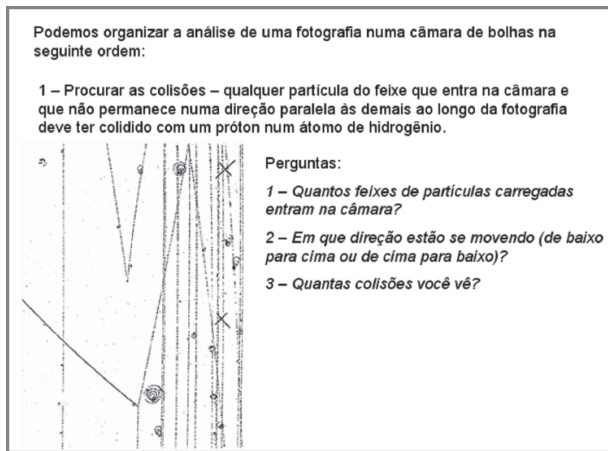 Podemos organizar a análise de uma fotografia numa câmara de bolhas na
seguinte ordem:
1 – Procurar as colisões – qualquer partícula do feixe que entra na câmara e
que não permanece numa direção paralela às demais ao longo da fotografia
deve ter colidido com um próton num átomo de hidrogênio.
Perguntas:
1 – Quantos feixes de partículas carregadas
entram na câmara?
2 – Em que direção estão se movendo (de baixo
para cima ou de cima para baixo)?
3 – Quantas colisões você vê?